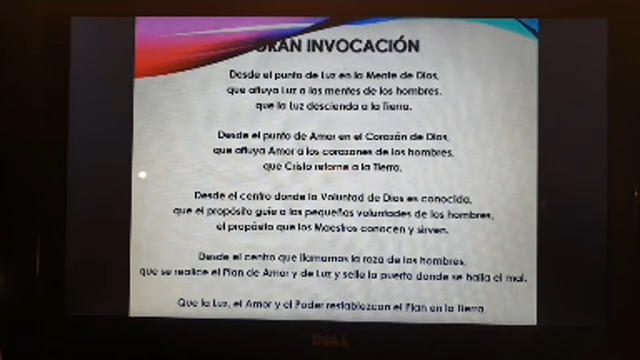 GRAN INVOCACIÓN
Desde el punto de Luz en la Mente de Dios,
que afluya Luz a las mentes de los hombres.
que la Luz descienda a la Tierra.
Desde el punto de Amor en el Corazón de Dios,
que afluya Amor a los corazones de los hombres,
que Cristo retorne a la Tierra.
Desde el centro donde la Voluntad de Dios es conocida,
que el propósito guíe a las pequeñas voluntades de los hombres,
el propósito que los Maestros conocen y sirven.
Desde el centro que llamamos la raza de los hombres,
que se realice el Plan de Amor y de Luz y selle la puerta donde se halla el mal.
Que la Luz, el Amor y el Poder restablezcan el Plan en la Tierra
DELL